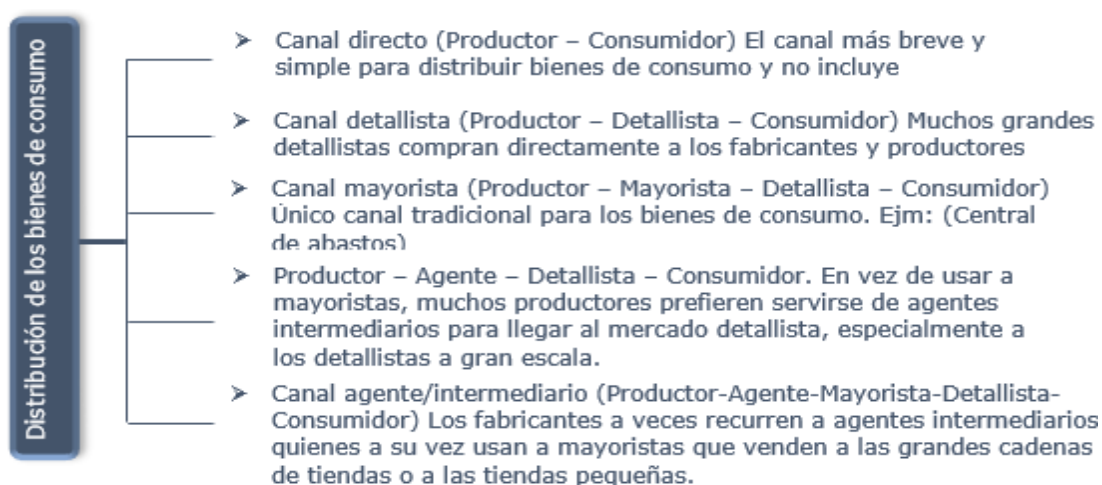 Distribución de los bienes de consumo
➤ Canal directo (Productor – Consumidor) El canal más breve y
simple para distribuir bienes de consumo y no incluye
➤ Canal detallista (Productor – Detallista – Consumidor) Muchos grandes
detallistas compran directamente a los fabricantes y productores
➤ Canal mayorista (Productor – Mayorista – Detallista – Consumidor)
Único canal tradicional para los bienes de consumo. Ejm: (Central
de abastos)
➤ Productor – Agente – Detallista – Consumidor. En vez de usar a
mayoristas, muchos productores prefieren servirse de agentes
intermediarios para llegar al mercado detallista, especialmente a
los detallistas a gran escala.
➤ Canal agente/intermediario (Productor-Agente-Mayorista-Detallista-
Consumidor) Los fabricantes a veces recurren a agentes intermediarios
quienes a su vez usan a mayoristas que venden a las grandes cadenas
de tiendas o a las tiendas pequeñas.